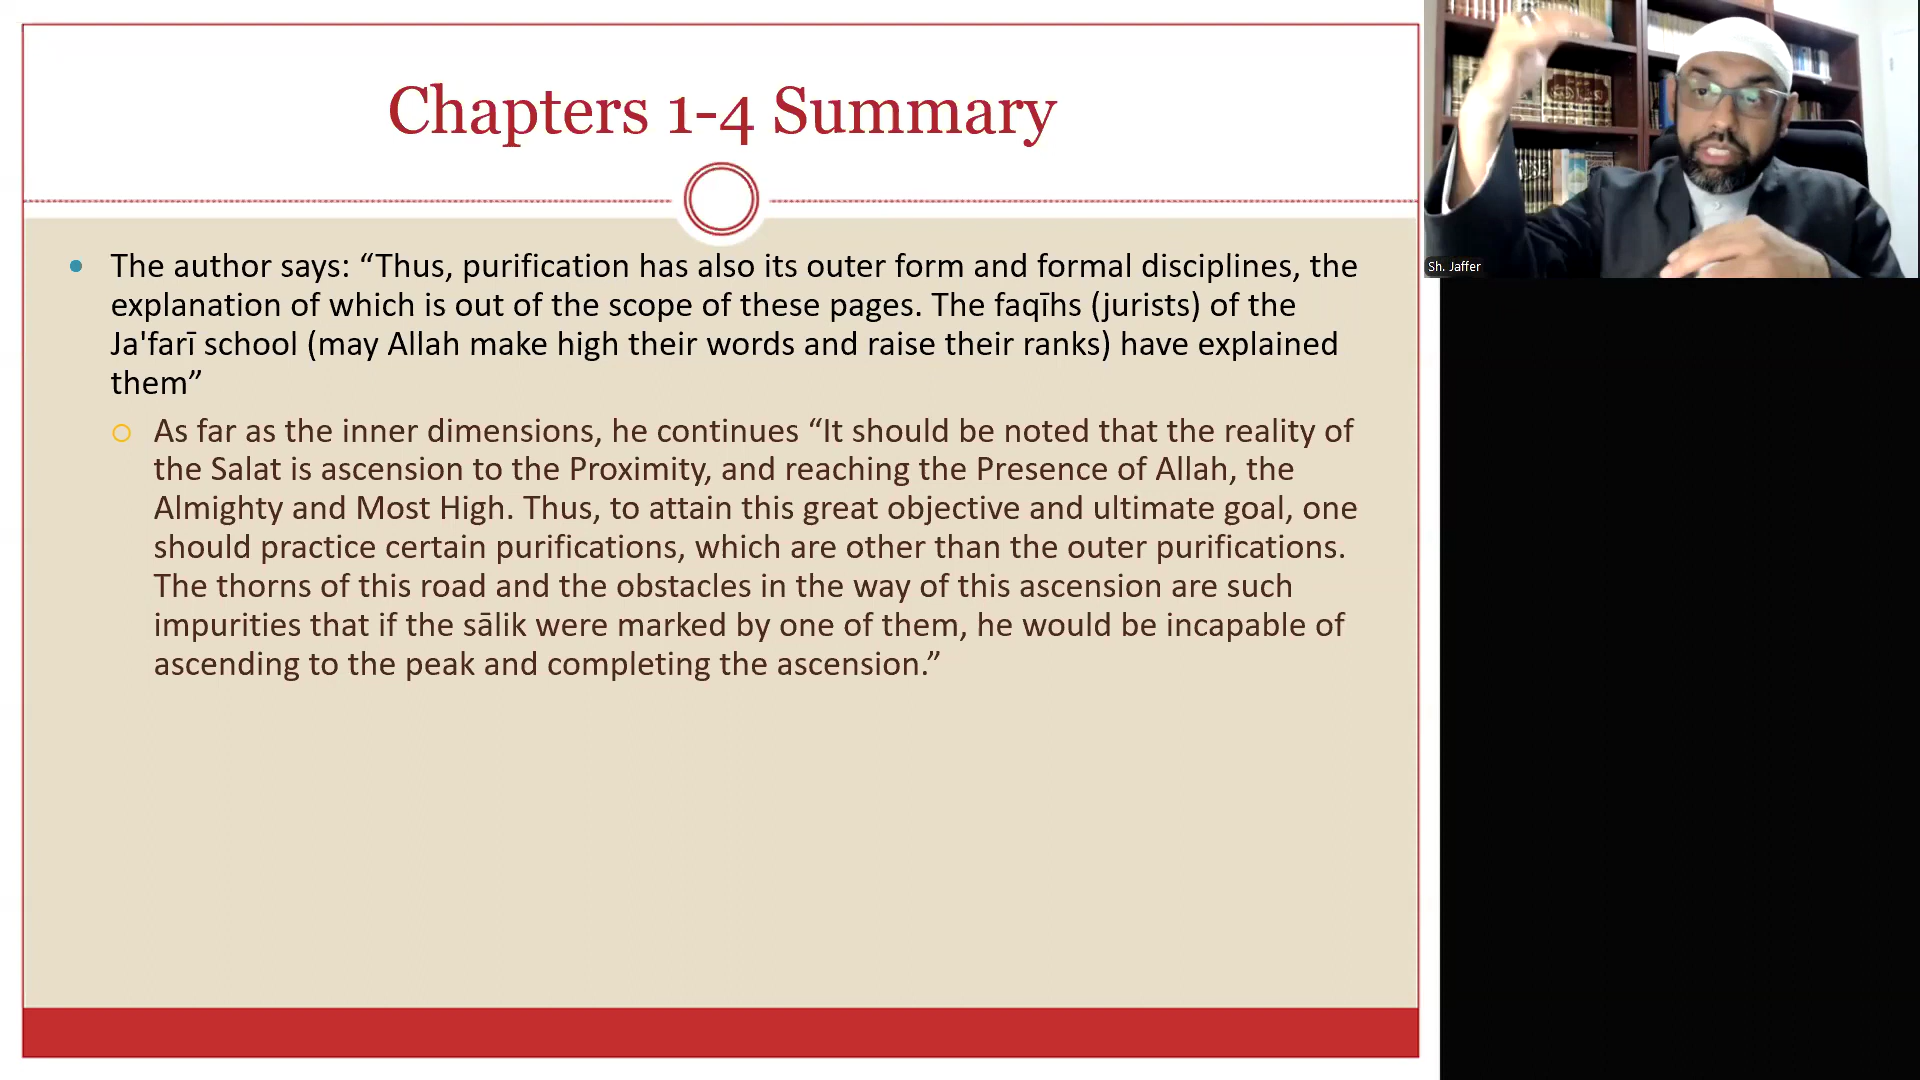 Chapters 1-4 Summary
The author says: “Thus, purification has also its outer form and formal disciplines, the
explanation of which is out of the scope of these pages. The faqīhs (jurists) of the
Ja'farī school (may Allah make high their words and raise their ranks) have explained
them”
As far as the inner dimensions, he continues “It should be noted that the reality of
the Salat is ascension to the Proximity, and reaching the Presence of Allah, the
Almighty and Most High. Thus, to attain this great objective and ultimate goal, one
should practice certain purifications, which are other than the outer purifications.
The thorns of this road and the obstacles in the way of this ascension are such
impurities that if the sālik were marked by one of them, he would be incapable of
ascending to the peak and completing the ascension.”
Sh. Jaffer